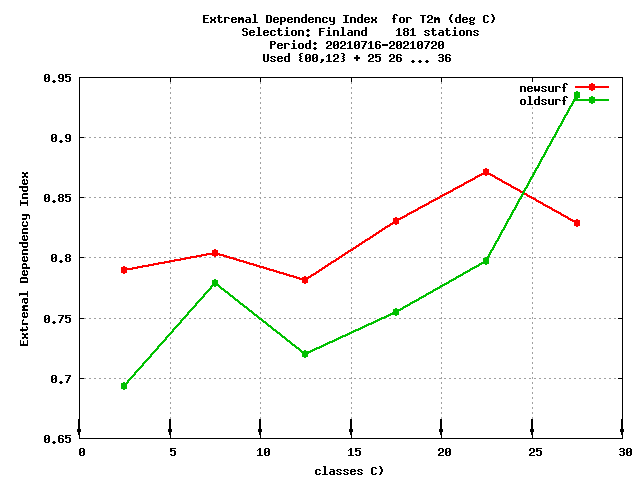 Extremal Dependency Index  for T2m (deg C)
Selection: Finland    181 stations
Period: 20210716-20210720
Used {00,12} + 25 26 ... 36
newsurf
oldsurf
Extremal Dependency Index
0.95
0.9
0.85
0.8
0.75
0.7
0.65
0 5 10 15 20 25 30
classes C)